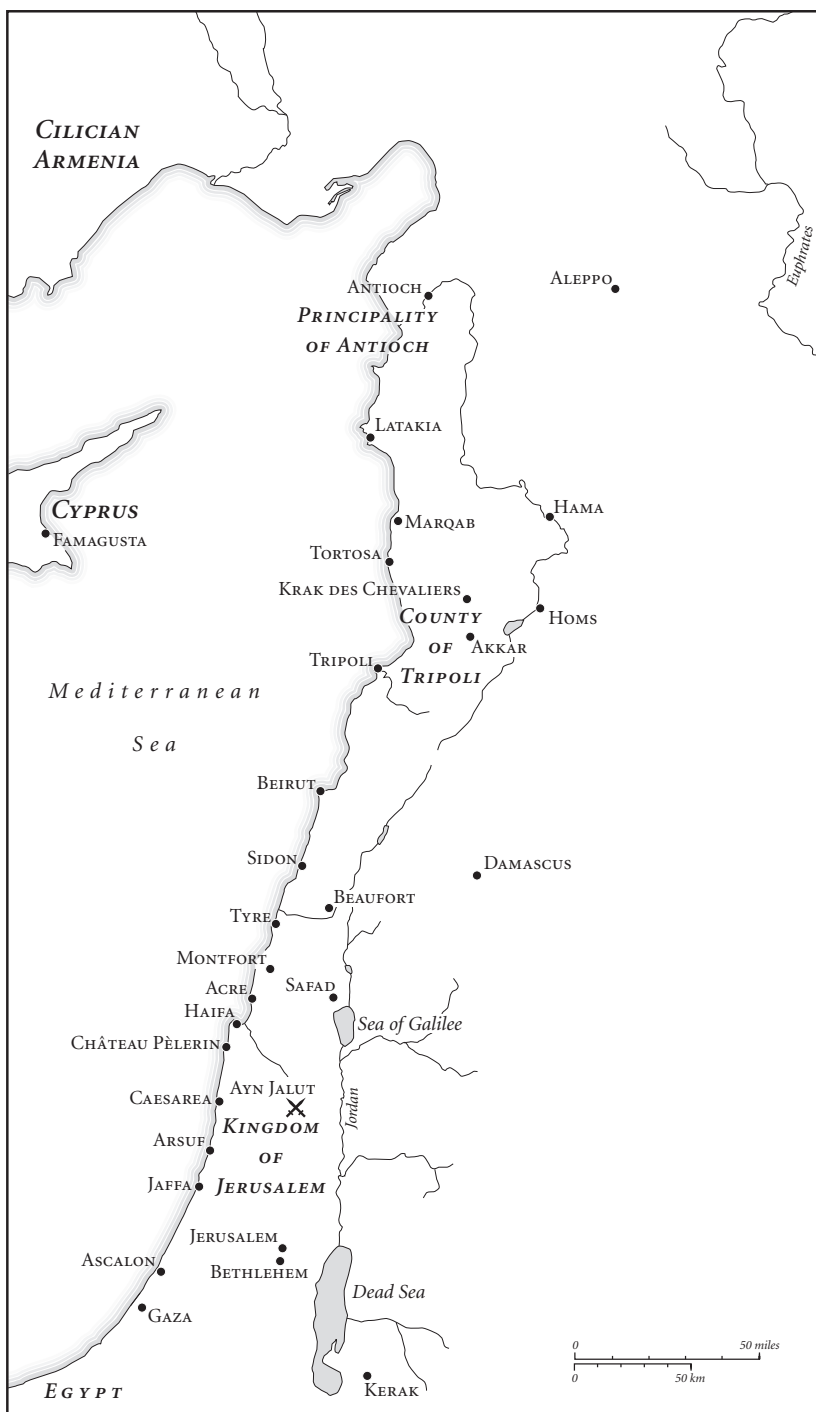 Cilician
Armenia
Euphrates
Aleppo
Antioch
Principality
of Antioch
Latakia
Cyprus
Famagusta
Marqab
Hama
Tortosa
Krak des Chevaliers
County
of
Tripoli
Homs
Akkar
Tripoli
Mediterranean
Sea
Beirut
Sidon
Damascus
Beaufort
Tyre
Montfort
Safad
Acre
Haifa
Sea of Galilee
Château Pèlerin
Ayn Jalut
Caesarea
Jordan
Kingdom
of
Jerusalem
Arsuf
Jaffa
Jerusalem
Bethlehem
Ascalon
Dead Sea
Gaza
0 50 miles
0 50 km
Kerak
Egypt